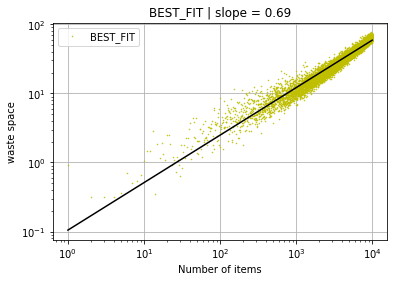 BEST_FIT | slope = 0.69
BEST_FIT
waste space
10²
10¹
10⁰
10⁻¹
10⁰ 10¹ 10² 10³ 10⁴
Number of items